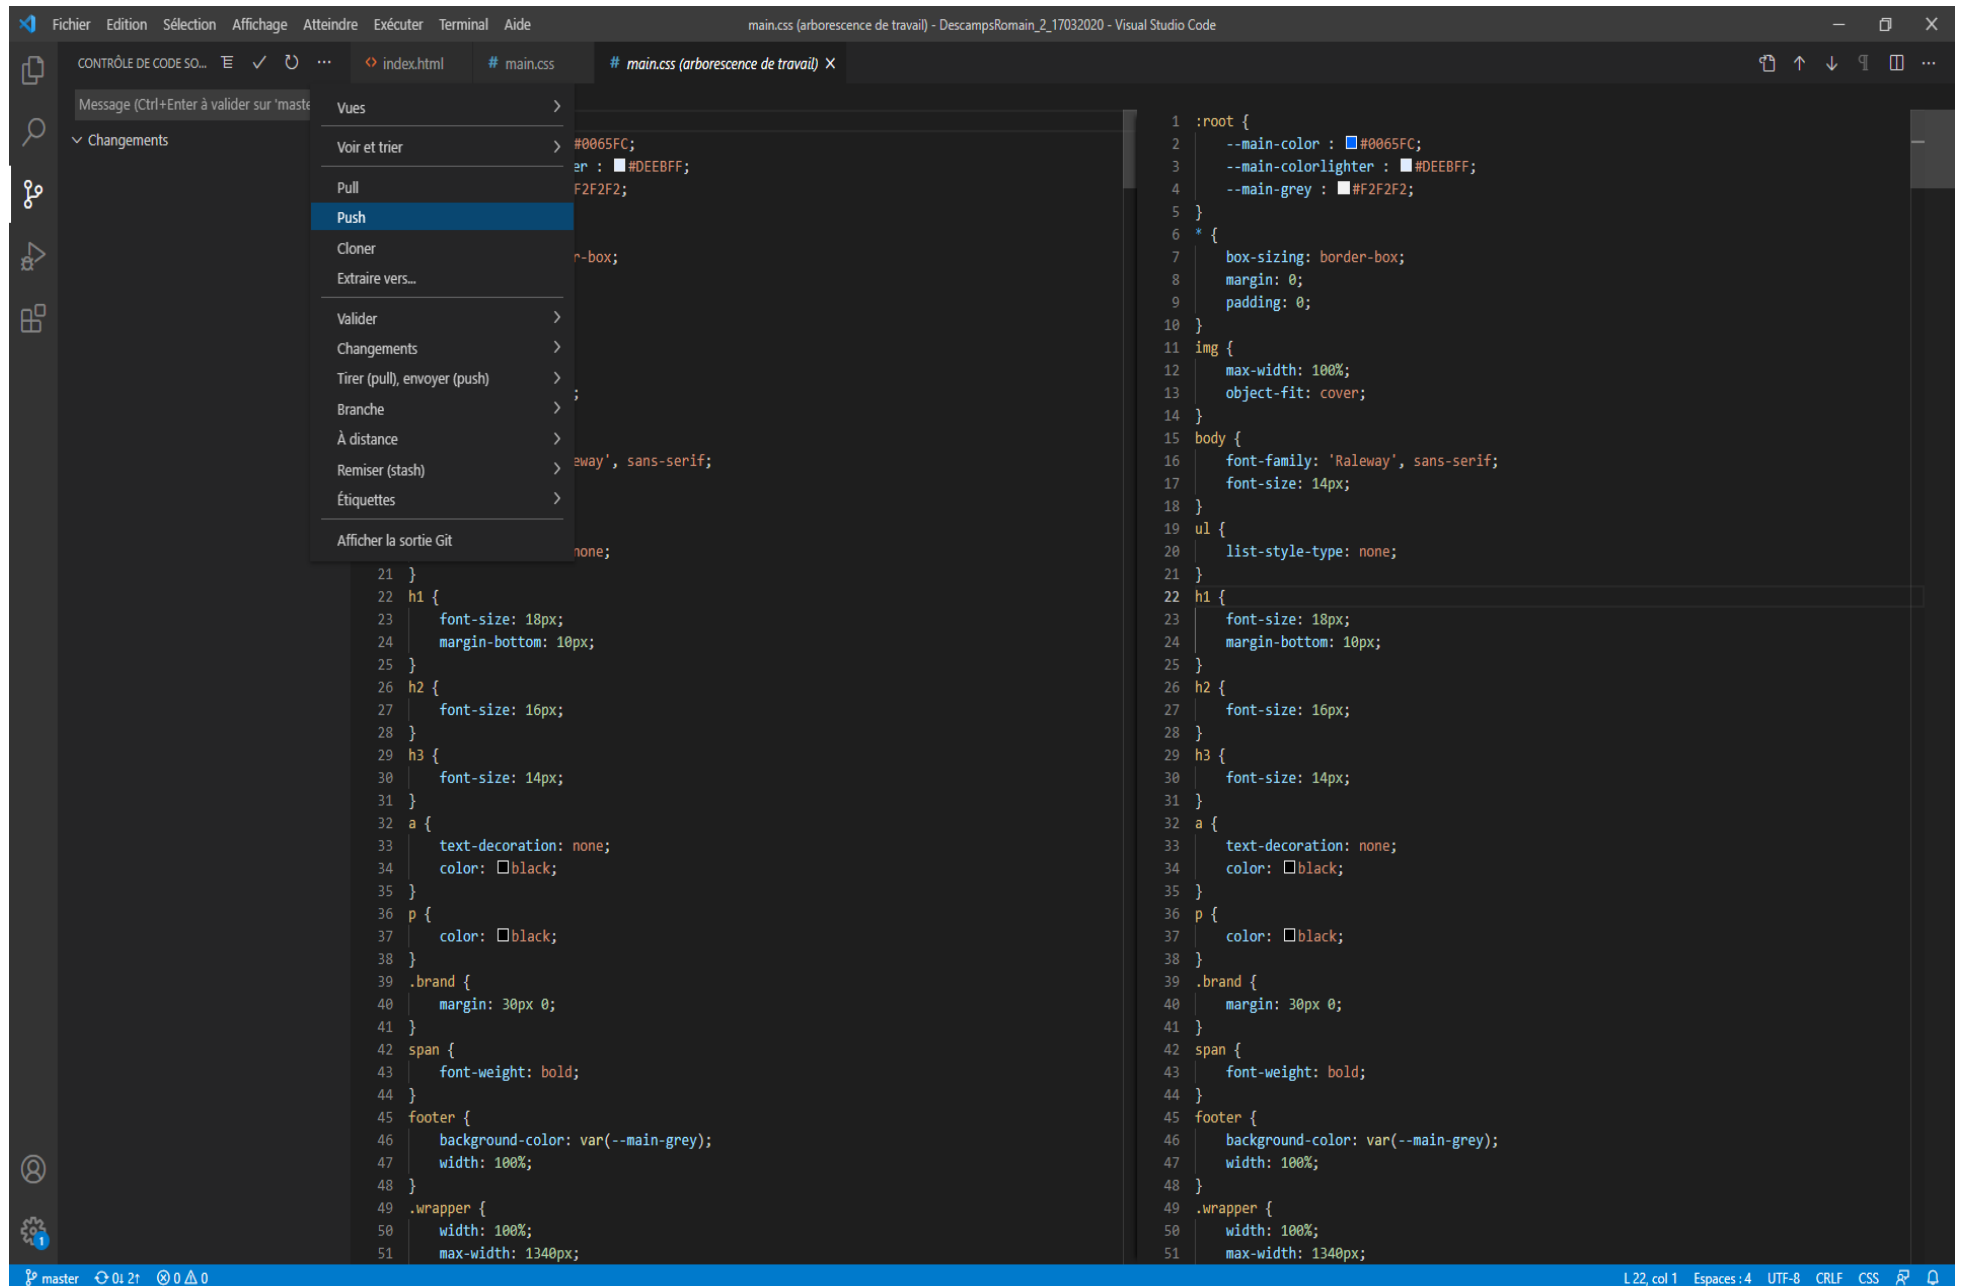 Fichier Edition Sélection Affichage Atteindre Exécuter Terminal Aide
main.css (arborescence de travail) - DescampsRomain_2_17032020 - Visual Studio Code
CONTRÔLE DE CODE SO...
index.html
# main.css
# main.css (arborescence de travail)
Message (Ctrl+Enter à valider sur 'maste
Changements
Vues
Voir et trier
Pull
Push
Cloner
Extraire vers...
Valider
Changements
Tirer (pull), envoyer (push)
Branche
À distance
Remiser (stash)
Étiquettes
Afficher la sortie Git
#0065FC;
er : #DEEBFF;
F2F2F2;
r-box;
;
eway', sans-serif;
none;
21 }
22 h1 {
23 font-size: 18px;
24 margin-bottom: 10px;
25 }
26 h2 {
27 font-size: 16px;
28 }
29 h3 {
30 font-size: 14px;
31 }
32 a {
33 text-decoration: none;
34 color: black;
35 }
36 p {
37 color: black;
38 }
39 .brand {
40 margin: 30px 0;
41 }
42 span {
43 font-weight: bold;
44 }
45 footer {
46 background-color: var(--main-grey);
47 width: 100%;
48 }
49 .wrapper {
50 width: 100%;
51 max-width: 1340px;
1 :root {
2 --main-color : #0065FC;
3 --main-colorlighter : #DEEBFF;
4 --main-grey : #F2F2F2;
5 }
6 * {
7 box-sizing: border-box;
8 margin: 0;
9 padding: 0;
10 }
11 img {
12 max-width: 100%;
13 object-fit: cover;
14 }
15 body {
16 font-family: 'Raleway', sans-serif;
17 font-size: 14px;
18 }
19 ul {
20 list-style-type: none;
21 }
22 h1 {
23 font-size: 18px;
24 margin-bottom: 10px;
25 }
26 h2 {
27 font-size: 16px;
28 }
29 h3 {
30 font-size: 14px;
31 }
32 a {
33 text-decoration: none;
34 color: black;
35 }
36 p {
37 color: black;
38 }
39 .brand {
40 margin: 30px 0;
41 }
42 span {
43 font-weight: bold;
44 }
45 footer {
46 background-color: var(--main-grey);
47 width: 100%;
48 }
49 .wrapper {
50 width: 100%;
51 max-width: 1340px;
1
master 0↓ 2↑ 0 0
L 22, col 1 Espaces : 4 UTF-8 CRLF CSS